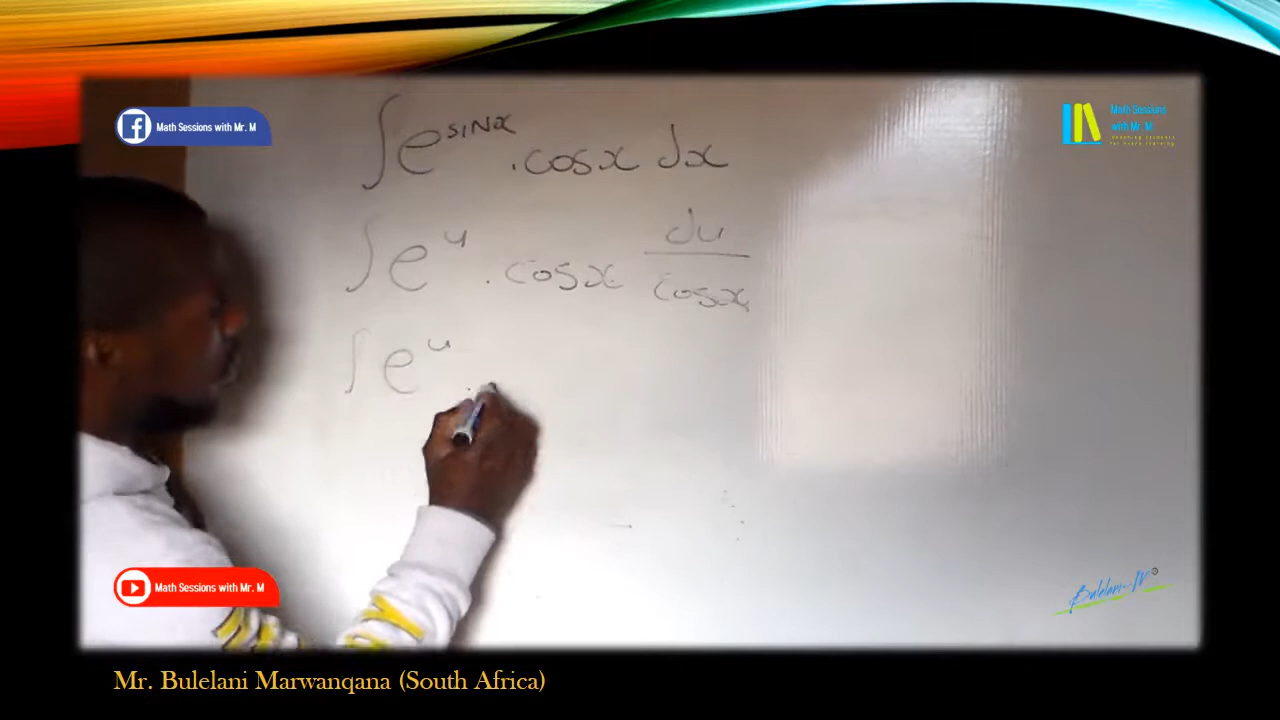 Math Sessions with Mr. M
Math Sessions
with Mr. M
∫e^sinx .cosx dx
∫e^u . cosx du/cosx
∫e^u
Math Sessions with Mr. M
Bulelani.M
Mr. Bulelani Marwanqana (South Africa)